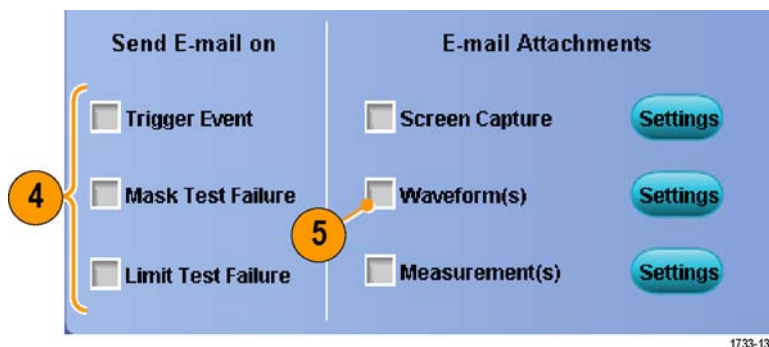 Send E-mail on
E-mail Attachments
Trigger Event
Screen Capture
Settings
4
Mask Test Failure
5
Waveform(s)
Settings
Limit Test Failure
Measurement(s)
Settings
1733-13